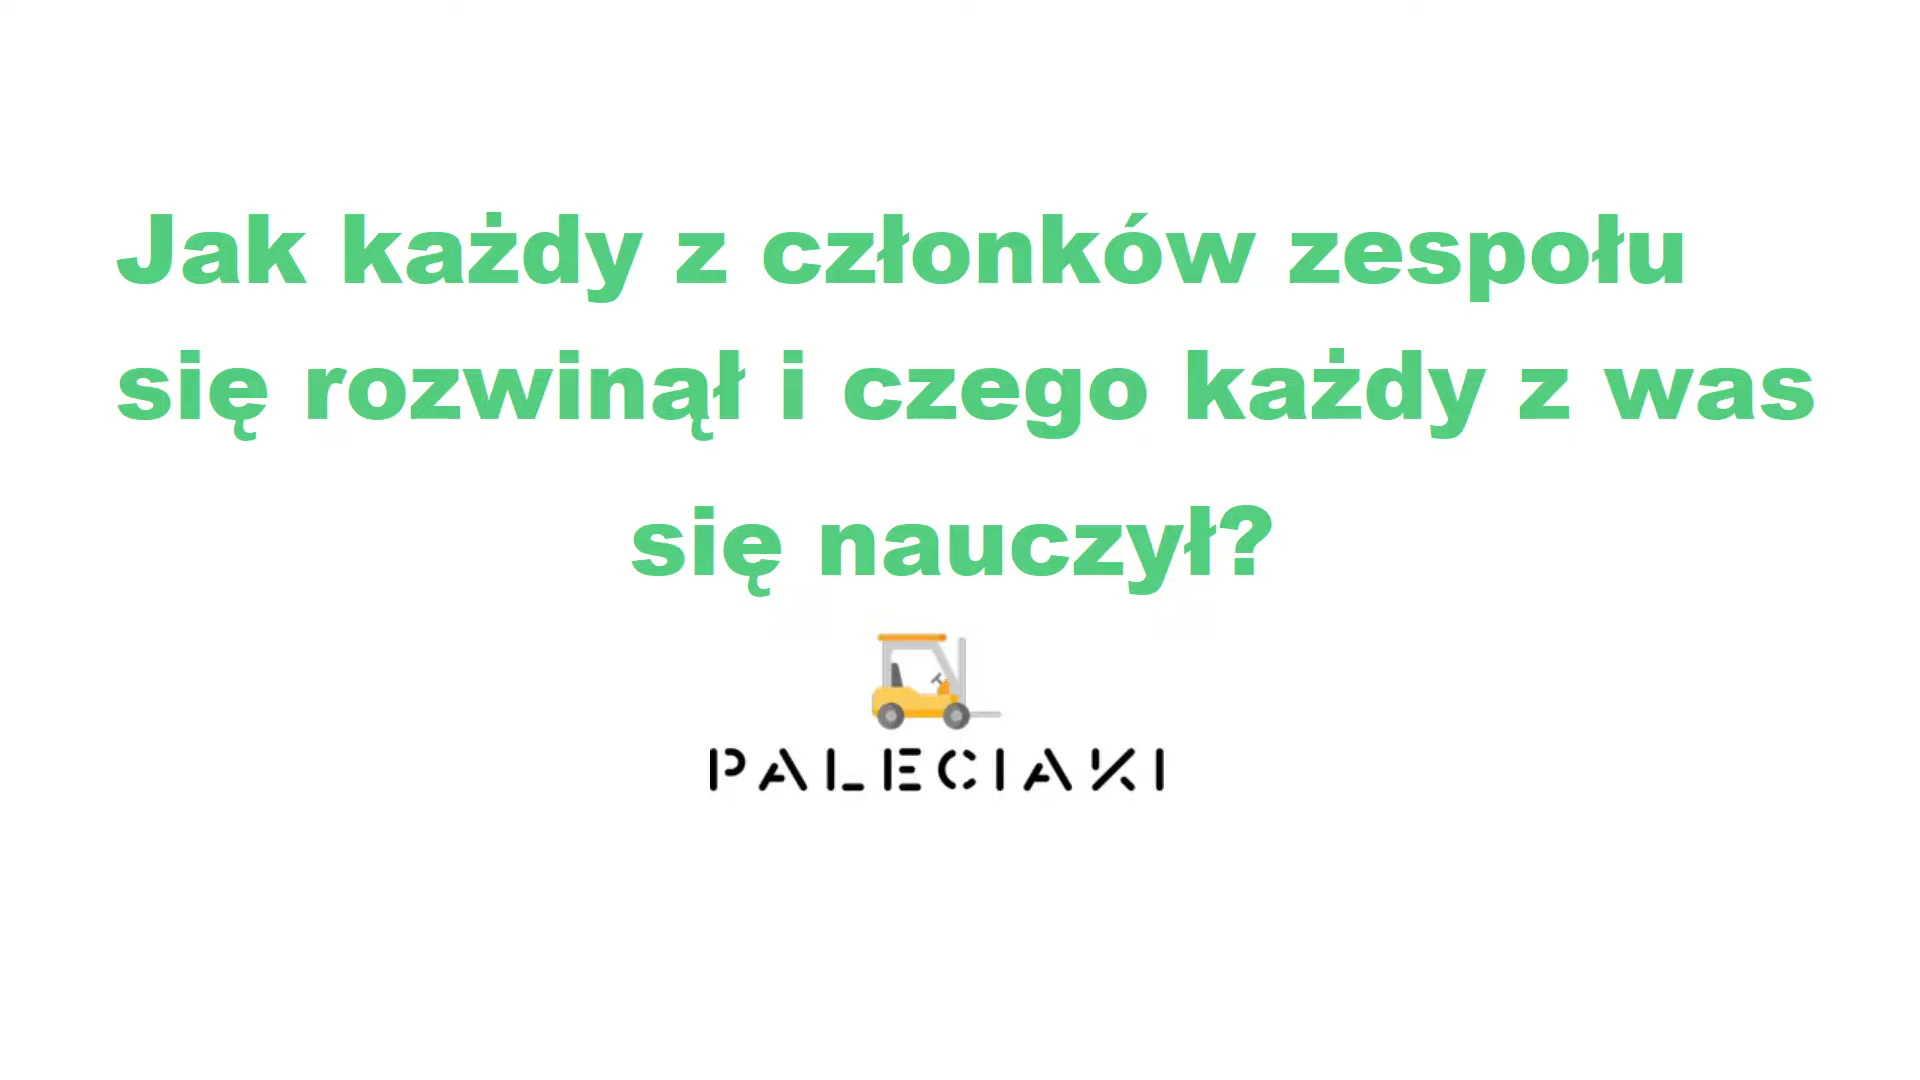 Jak każdy z członków zespołu
się rozwinął i czego każdy z was
się nauczył?
PALECIAKI